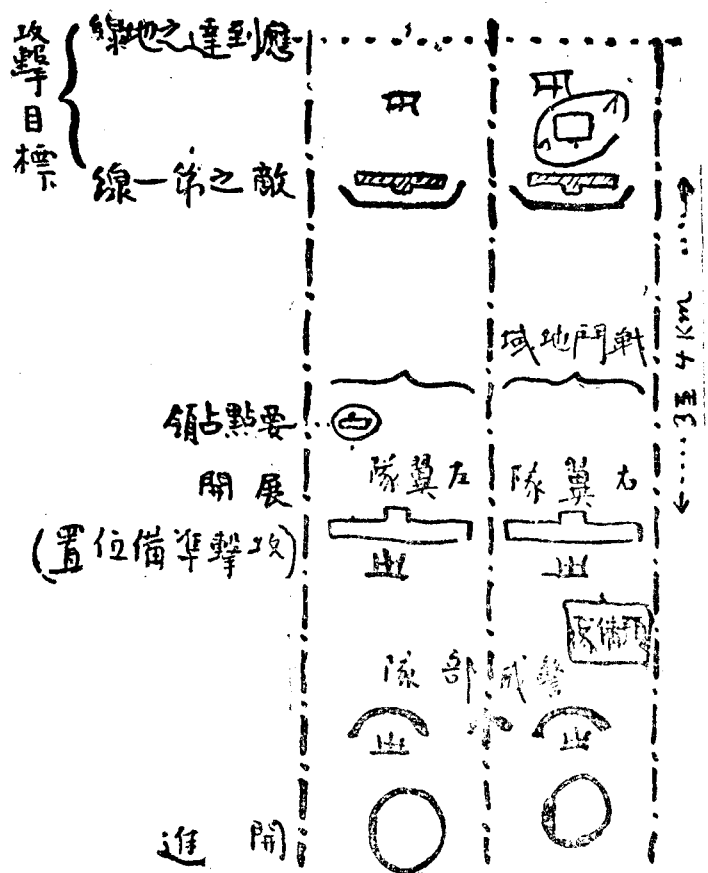 攻擊目標
應到達之地線
敵之第一線
戰鬥地域
3至4Km
要點占領
展開
右翼隊
左翼隊
(攻擊準備位置)
預備隊
警戒部隊
開進